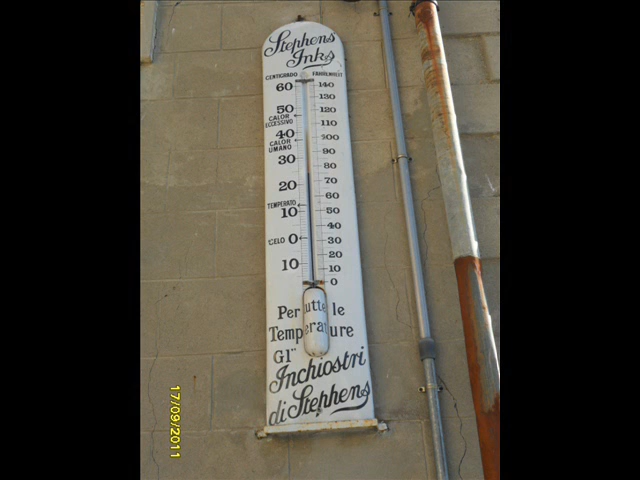 Stephens
Inks
CENTIGRADO FAHRENHEIT
60 140
130
50 120
CALOR
ECCESSIVO
110
40 100
CALOR
UMANO
90
30 80
70
20 60
TEMPERATO
10 50
40
GELO 0 30
20
10 10
0
Per tutte le
Temperature
GI''
Inchiostri
di Stephens
17/09/2011